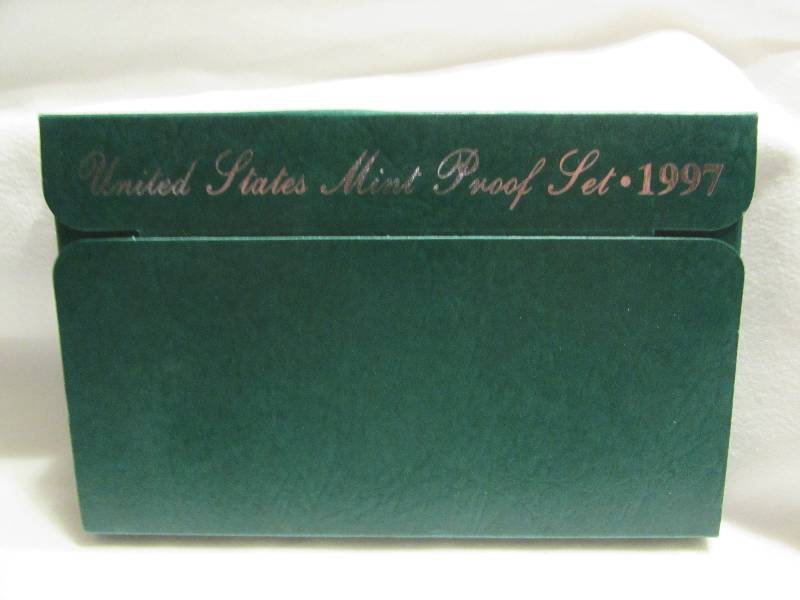 United States Mint Proof Set • 1997